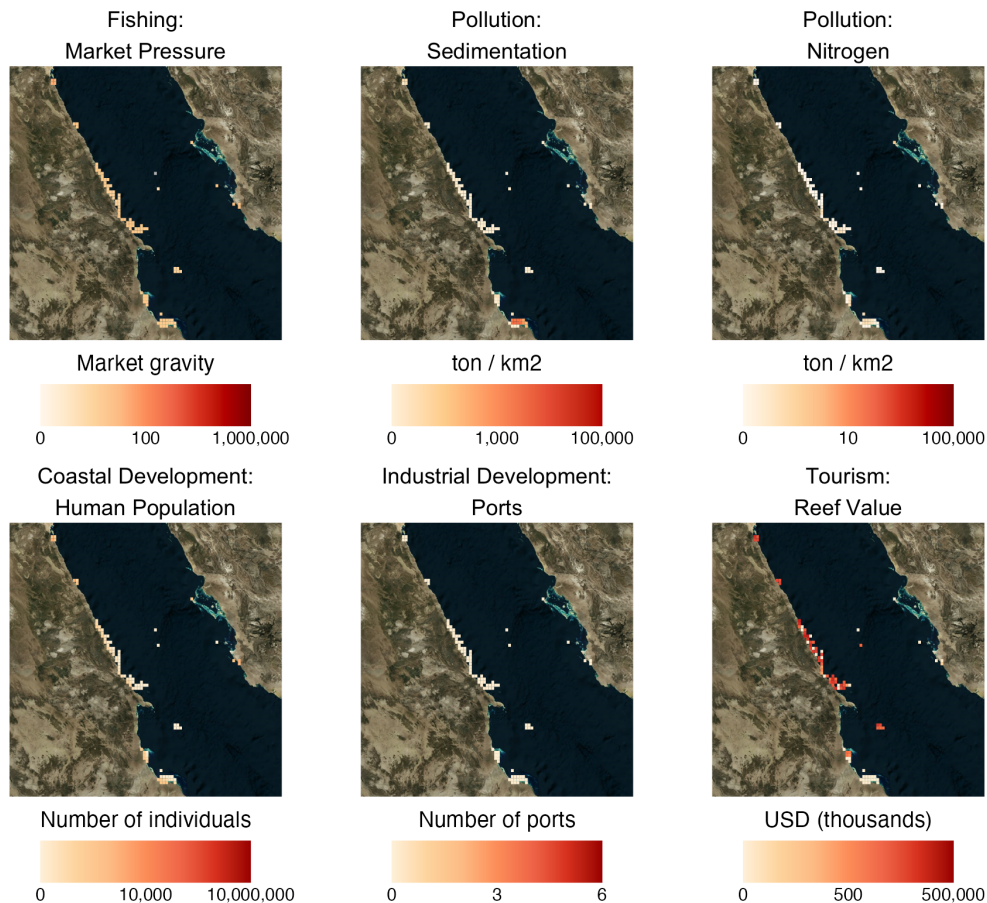 Fishing:
Market Pressure
Pollution:
Sedimentation
Pollution:
Nitrogen
Market gravity
0 100 1,000,000
ton / km2
0 1,000 100,000
ton / km2
0 10 100,000
Coastal Development:
Human Population
Industrial Development:
Ports
Tourism:
Reef Value
Number of individuals
0 10,000 10,000,000
Number of ports
0 3 6
USD (thousands)
0 500 500,000